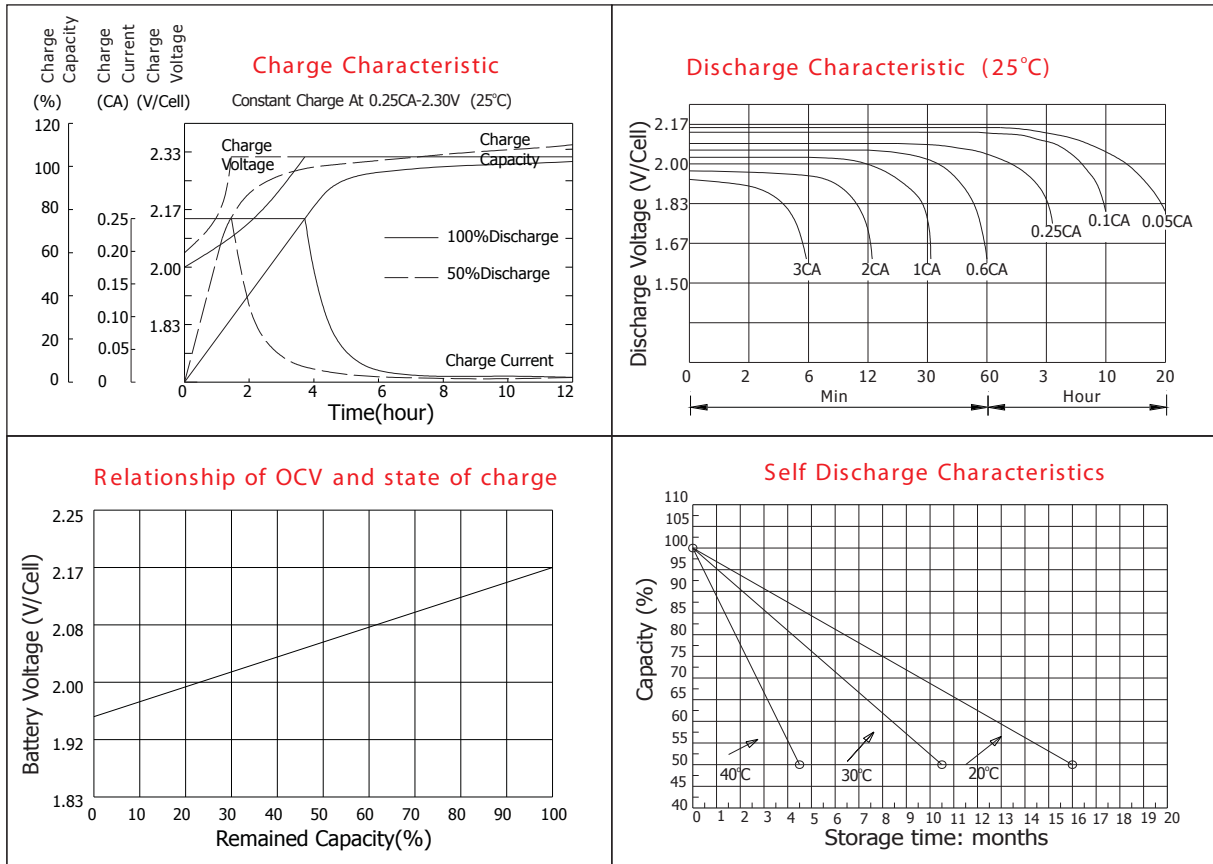 Charge
Capacity
Charge
Current
Charge
Voltage
(%)
(CA)
(V/Cell)
Charge Characteristic
Constant Charge At 0.25CA-2.30V (25°C)
120
100
80
60
40
20
0
0.25
0.20
0.15
0.10
0.05
0
2.33
2.17
2.00
1.83
Charge
Voltage
Charge
Capacity
100%Discharge
50%Discharge
Charge Current
0 2 4 6 8 10 12
Time(hour)
Discharge Characteristic (25°C)
Discharge Voltage (V/Cell)
2.17
2.00
1.83
1.67
1.50
3CA 2CA 1CA 0.6CA 0.25CA 0.1CA 0.05CA
0 2 6 12 30 60 3 10 20
Min Hour
Relationship of OCV and state of charge
Battery Voltage (V/Cell)
2.25
2.17
2.08
2.00
1.92
1.83
0 10 20 30 40 50 60 70 80 90 100
Remained Capacity(%)
Self Discharge Characteristics
Capacity (%)
110
105
100
95
90
85
80
75
70
65
60
55
50
45
40
40°C 30°C 20°C
0 1 2 3 4 5 6 7 8 9 10 11 12 13 14 15 16 17 18 19 20
Storage time: months